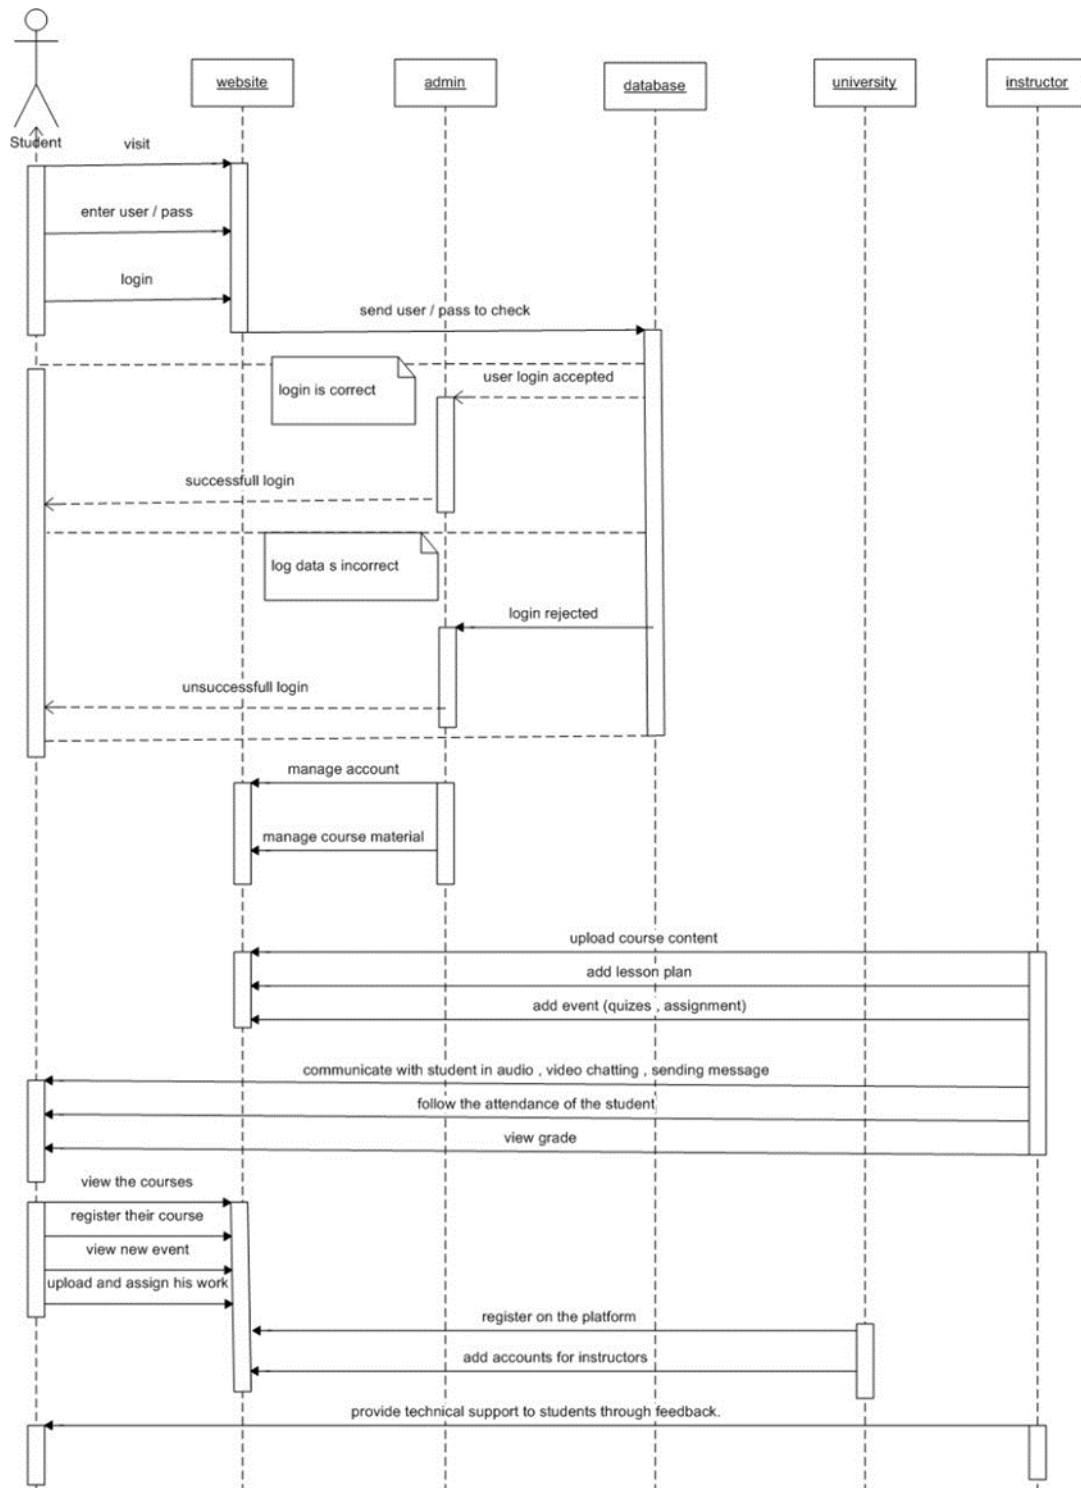 website
admin
database
university
instructor
Student
visit
enter user / pass
login
send user / pass to check
login is correct
user login accepted
successfull login
log data s incorrect
login rejected
unsuccessfull login
manage account
manage course material
upload course content
add lesson plan
add event (quizes , assignment)
communicate with student in audio , video chatting , sending message
follow the attendance of the student
view grade
view the courses
register their course
view new event
upload and assign his work
register on the platform
add accounts for instructors
provide technical support to students through feedback.